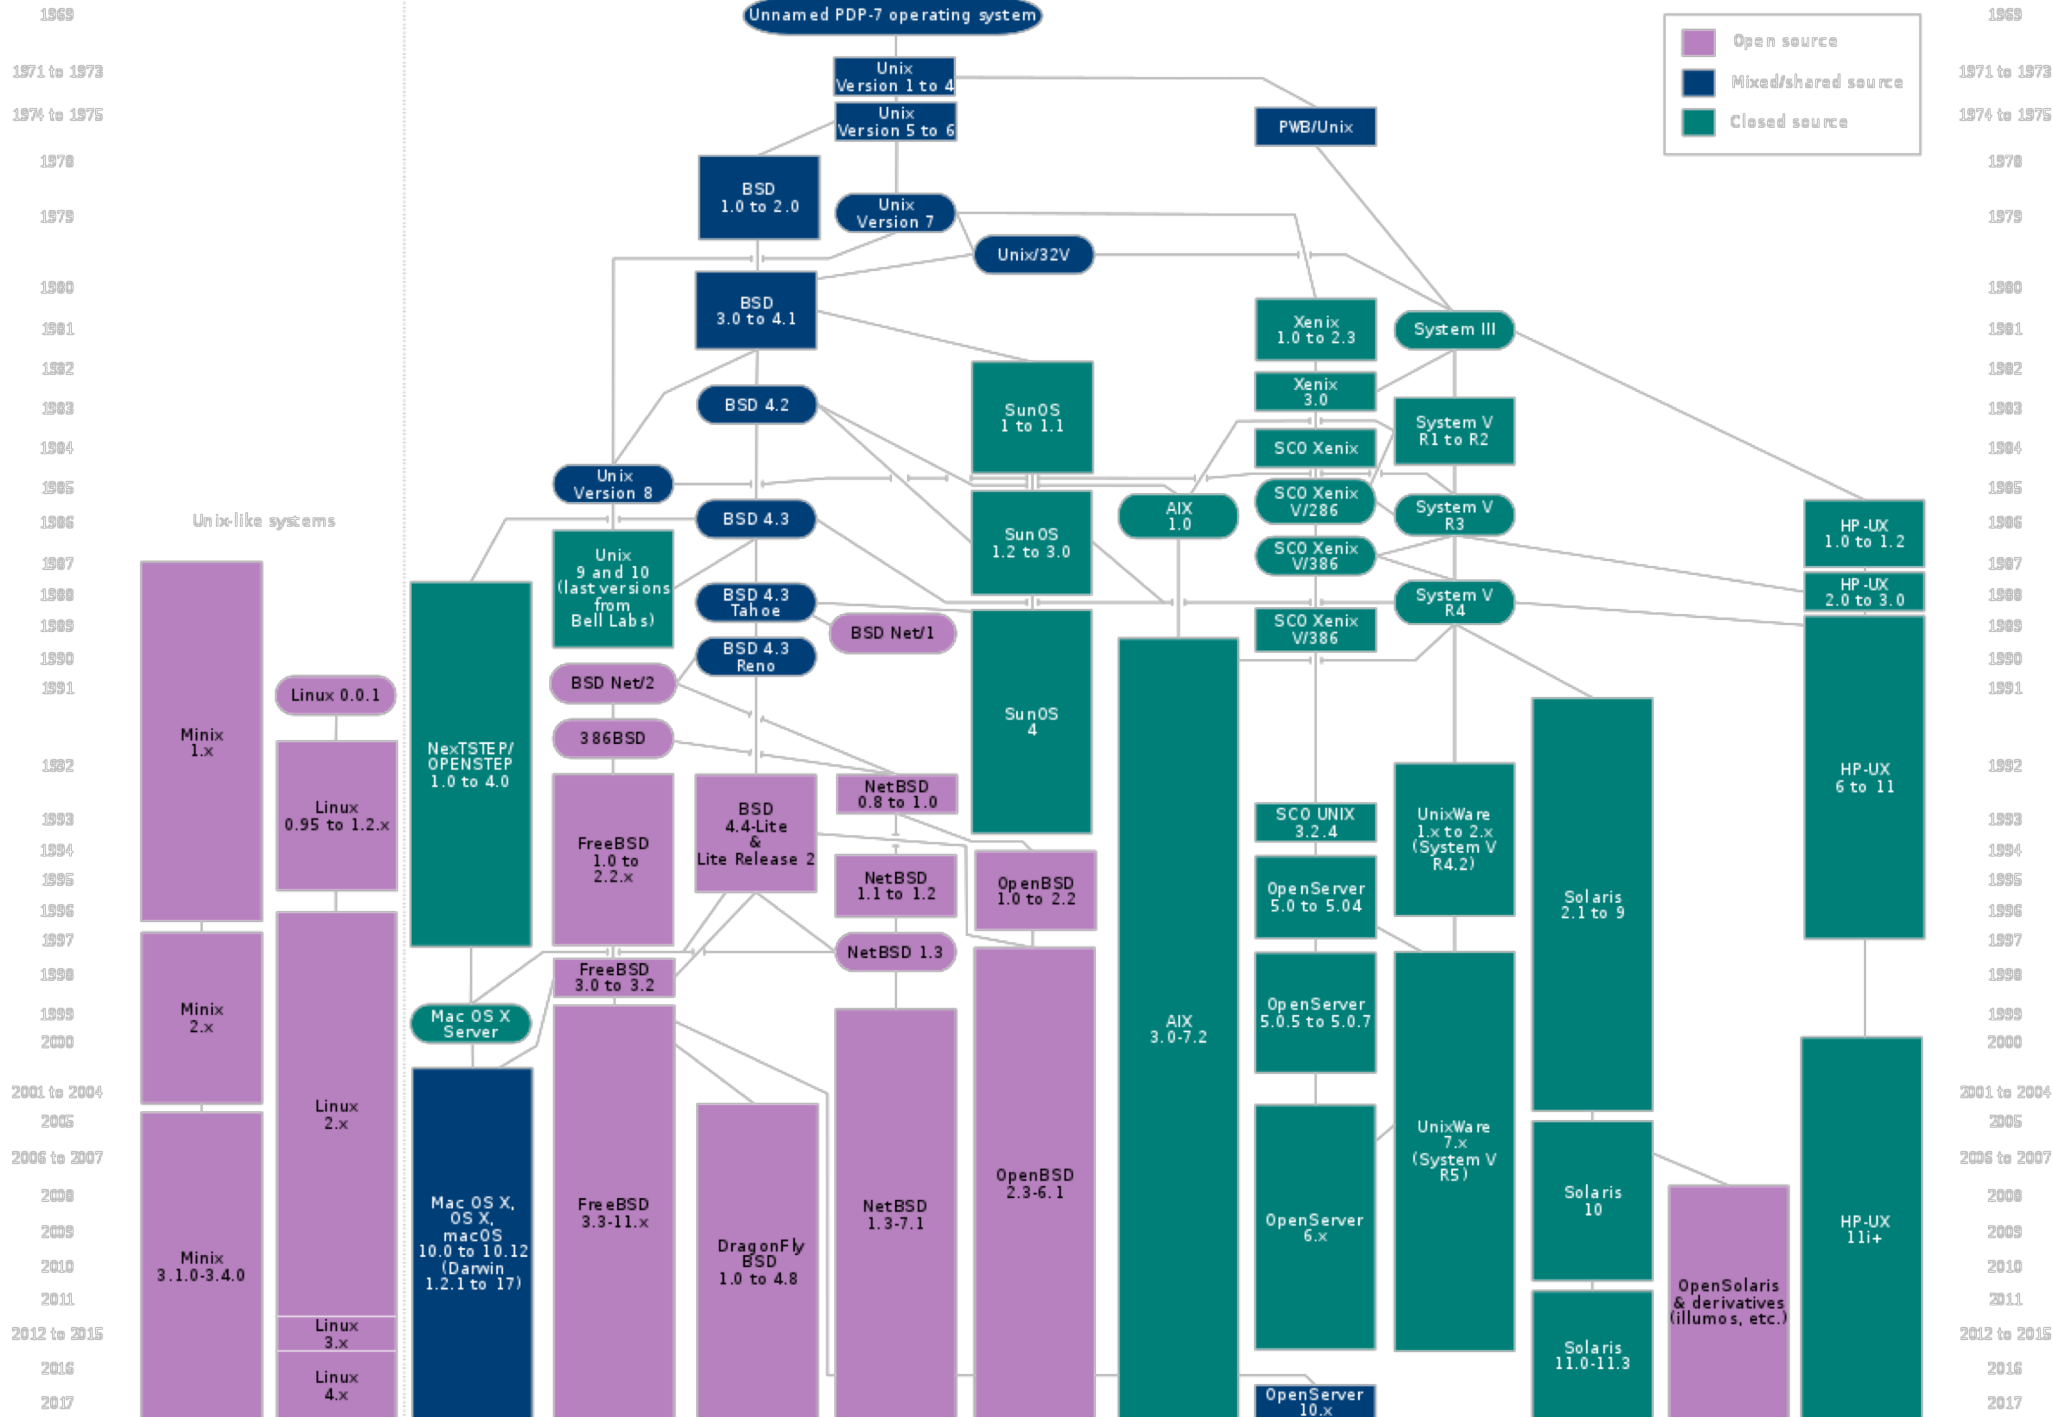 1969
Unnamed PDP-7 operating system
1969
Open source
Mixed/shared source
Closed source
1971 to 1973
Unix
Version 1 to 4
1971 to 1973
1974 to 1975
Unix
Version 5 to 6
PWB/Unix
1974 to 1975
1978
1978
BSD
1.0 to 2.0
1979
Unix
Version 7
1979
Unix/32V
1980
1980
BSD
3.0 to 4.1
1981
Xenix
1.0 to 2.3
System III
1981
1982
1982
Xenix
3.0
1983
BSD 4.2
SunOS
1 to 1.1
1983
System V
R1 to R2
1984
SCO Xenix
1984
Unix
Version 8
1985
SCO Xenix
V/286
1985
Unix-like systems
1986
BSD 4.3
AIX
1.0
System V
R3
1986
HP-UX
1.0 to 1.2
SunOS
1.2 to 3.0
1987
Unix
9 and 10
(last versions
from
Bell Labs)
SCO Xenix
V/386
1987
1988
BSD 4.3
Tahoe
System V
R4
HP-UX
2.0 to 3.0
1988
1989
BSD Net/1
SCO Xenix
V/386
1989
1990
BSD 4.3
Reno
1990
1991
Linux 0.0.1
BSD Net/2
1991
Minix
1.x
386BSD
SunOS
4
NexTSTEP/
OPENSTEP
1.0 to 4.0
1992
1992
HP-UX
6 to 11
NetBSD
0.8 to 1.0
Linux
0.95 to 1.2.x
1993
BSD
4.4-Lite
&
Lite Release 2
SCO UNIX
3.2.4
UnixWare
1.x to 2.x
(System V
R4.2)
1993
1994
FreeBSD
1.0 to
2.2.x
1994
1995
NetBSD
1.1 to 1.2
OpenBSD
1.0 to 2.2
OpenServer
5.0 to 5.04
1995
1996
Solaris
2.1 to 9
1996
1997
NetBSD 1.3
1997
1998
FreeBSD
3.0 to 3.2
1998
1999
Minix
2.x
Mac OS X
Server
OpenServer
5.0.5 to 5.0.7
1999
2000
AIX
3.0-7.2
2000
2001 to 2004
2001 to 2004
Linux
2.x
2005
2005
2006 to 2007
UnixWare
7.x
(System V
R5)
2006 to 2007
2008
OpenBSD
2.3-6.1
Solaris
10
2008
Mac OS X,
OS X,
macOS
10.0 to 10.12
(Darwin
1.2.1 to 17)
FreeBSD
3.3-11.x
NetBSD
1.3-7.1
2009
OpenServer
6.x
HP-UX
11i+
2009
2010
Minix
3.1.0-3.4.0
DragonFly
BSD
1.0 to 4.8
2010
2011
OpenSolaris
& derivatives
(illumos, etc.)
2011
2012 to 2015
Linux
3.x
2012 to 2015
Solaris
11.0-11.3
2016
2016
Linux
4.x
2017
OpenServer
10.x
2017